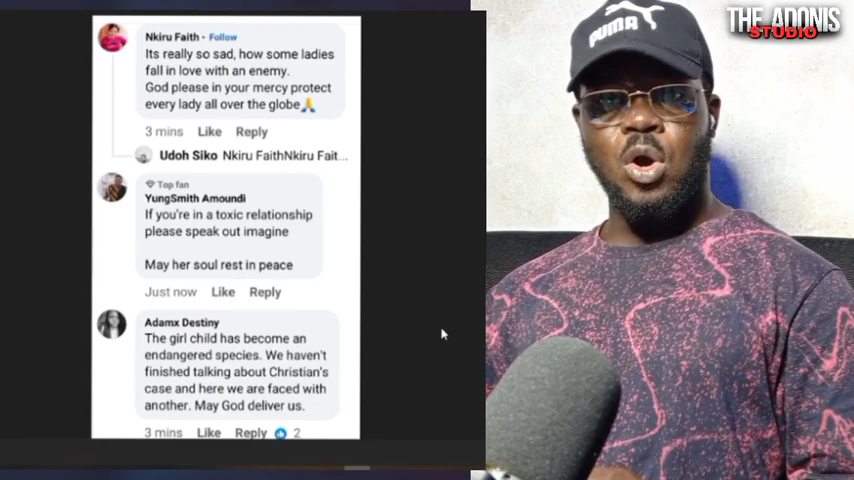 THE ADONIS
STUDIO
PUMA
Nkiru Faith · Follow
Its really so sad, how some ladies
fall in love with an enemy.
God please in your mercy protect
every lady all over the globe🙏
3 mins Like Reply
Udoh Siko Nkiru FaithNkiru Fait...
Top fan
YungSmith Amoundi
If you're in a toxic relationship
please speak out imagine
May her soul rest in peace
Just now Like Reply
Adamx Destiny
The girl child has become an
endangered species. We haven't
finished talking about Christian's
case and here we are faced with
another. May God deliver us.
3 mins Like Reply 2